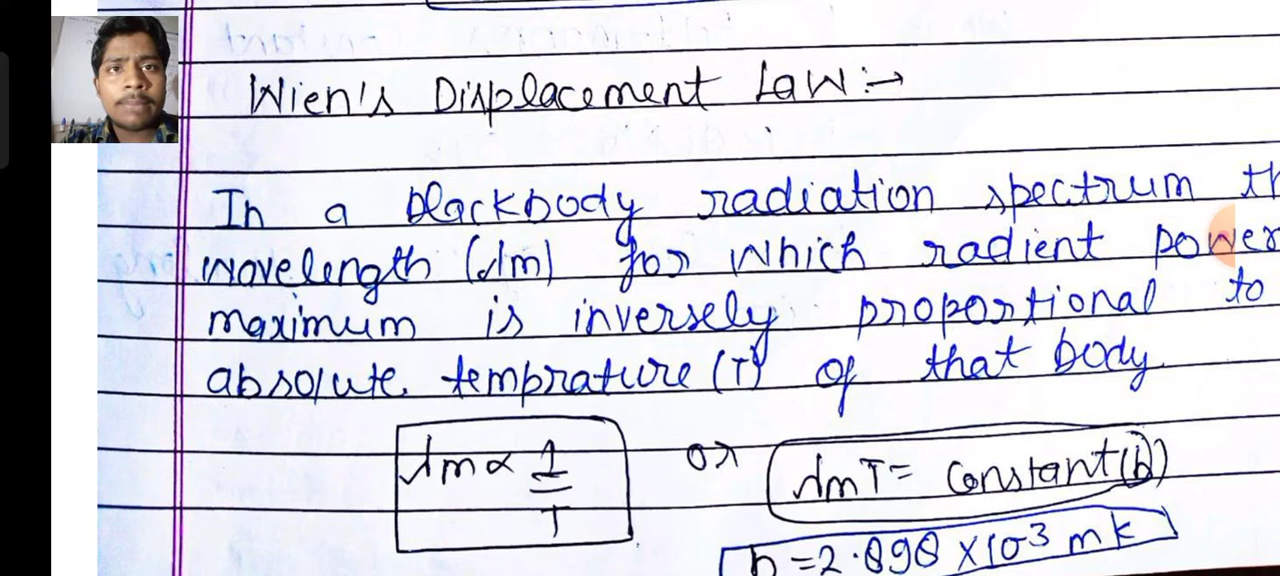 Wien's Displacement Law :→
In a blackbody radiation spectrum th
wavelength (λm) for which radient power
maximum is inversely proportional to
absolute temprature (T) of that body.
λm ∝ 1/T or λmT = Constant (b)
b = 2.898 × 10-3 mk